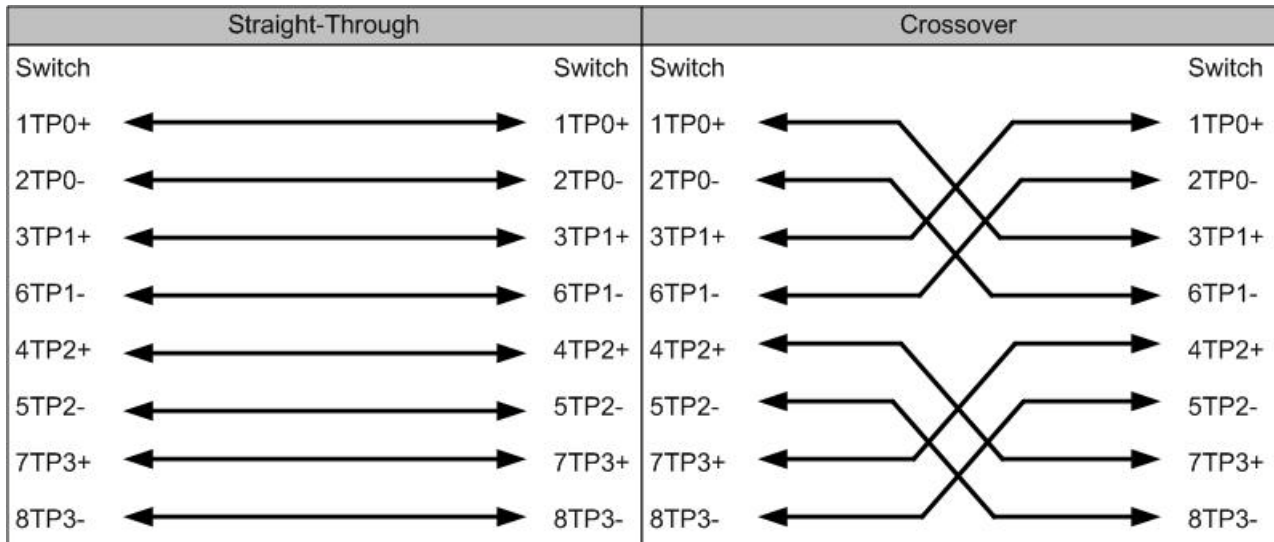 Straight-Through Crossover
Switch Switch Switch Switch
1TP0+ 1TP0+ 1TP0+ 1TP0+
2TP0- 2TP0- 2TP0- 2TP0-
3TP1+ 3TP1+ 3TP1+ 3TP1+
6TP1- 6TP1- 6TP1- 6TP1-
4TP2+ 4TP2+ 4TP2+ 4TP2+
5TP2- 5TP2- 5TP2- 5TP2-
7TP3+ 7TP3+ 7TP3+ 7TP3+
8TP3- 8TP3- 8TP3- 8TP3-